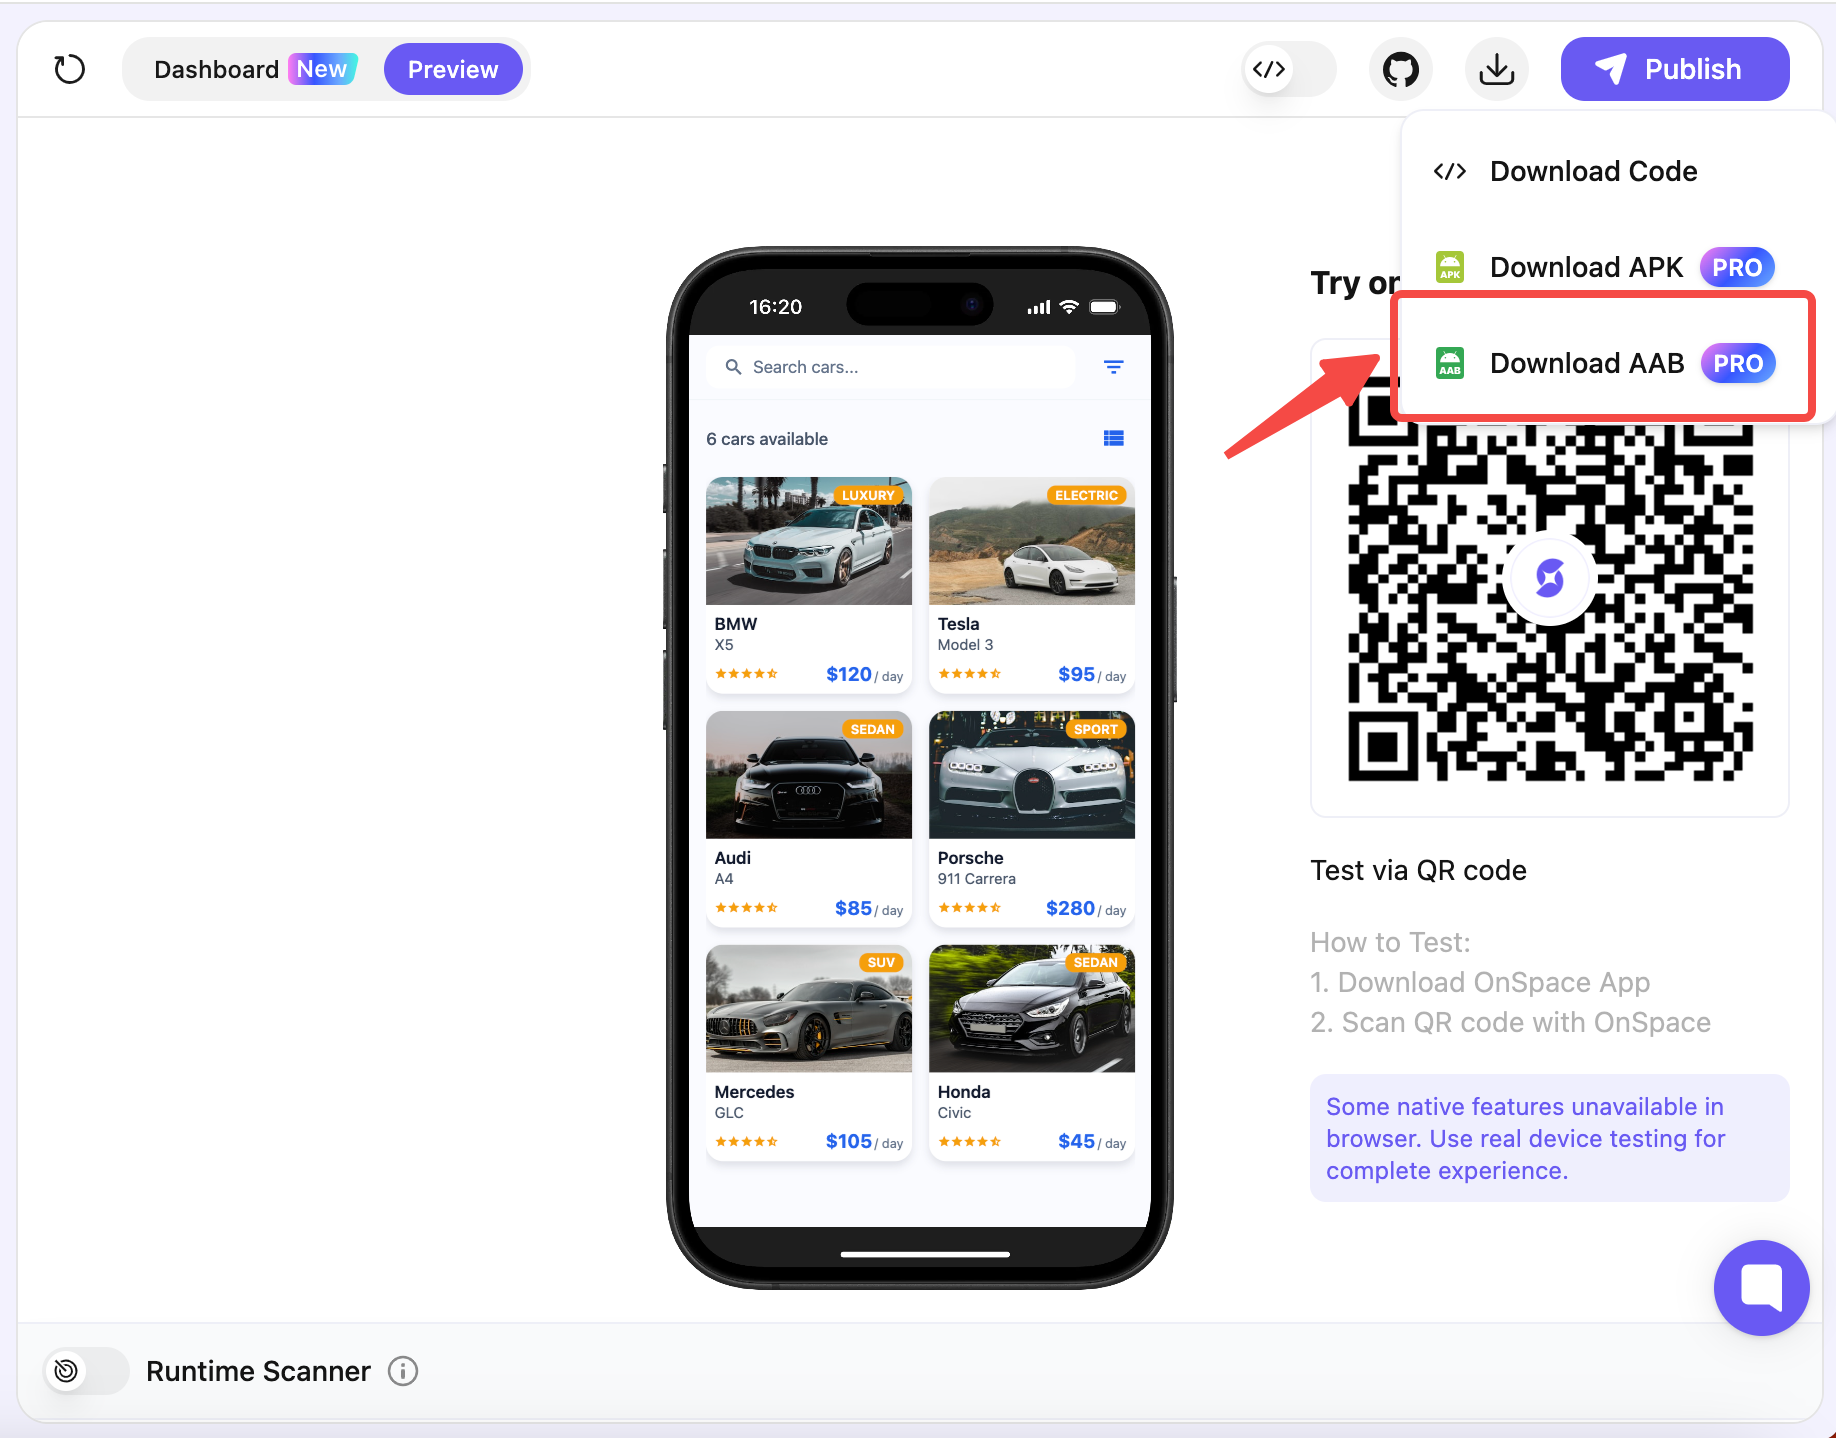 Dashboard New Preview
</> Publish
</> Download Code
APK Download APK PRO
AAB Download AAB PRO
Try on
16:20
Search cars...
6 cars available
LUXURY
BMW
X5
$120 / day
ELECTRIC
Tesla
Model 3
$95 / day
SEDAN
Audi
A4
$85 / day
SPORT
Porsche
911 Carrera
$280 / day
SUV
Mercedes
GLC
$105 / day
SEDAN
Honda
Civic
$45 / day
Test via QR code
How to Test:
1. Download OnSpace App
2. Scan QR code with OnSpace
Some native features unavailable in
browser. Use real device testing for
complete experience.
Runtime Scanner